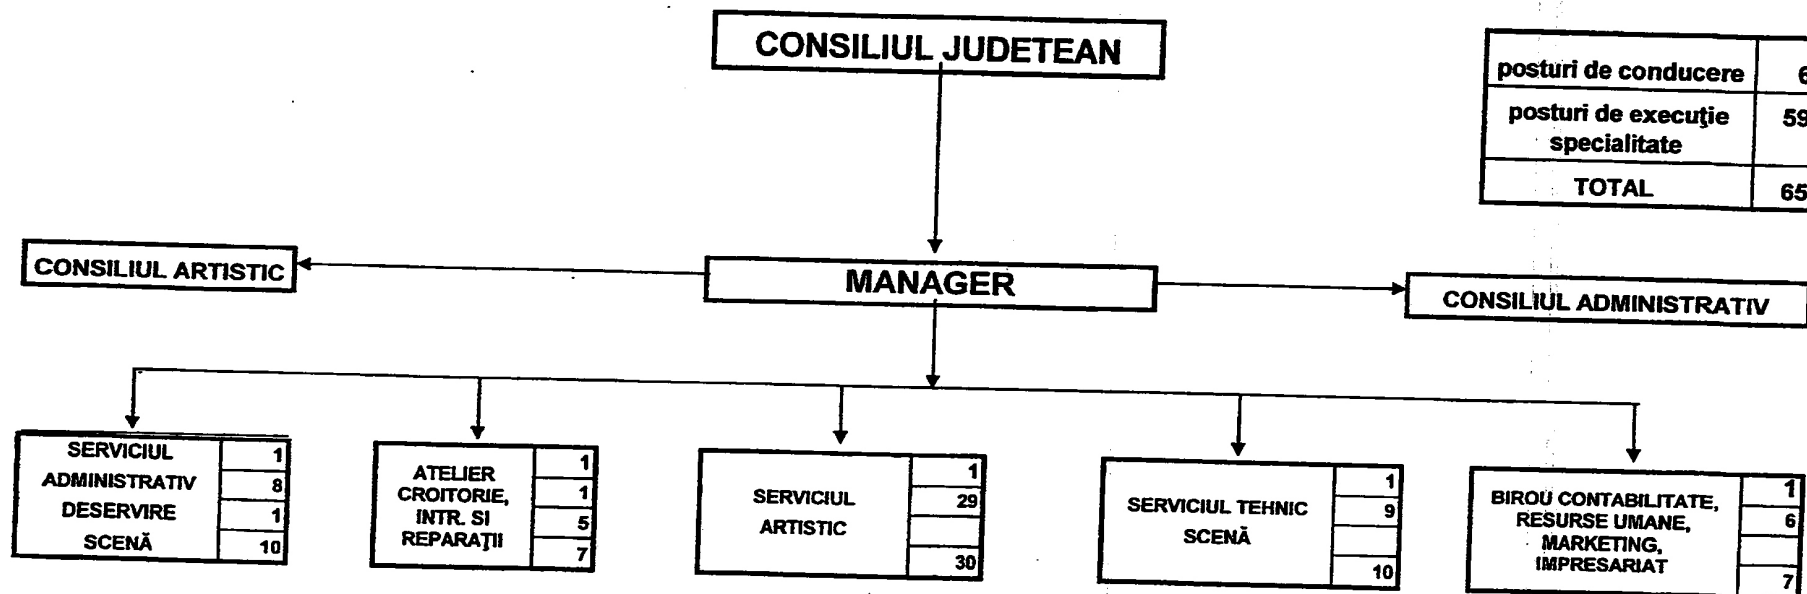 CONSILIUL JUDETEAN
posturi de conducere 6
posturi de execuţie 59
specialitate
TOTAL 65
CONSILIUL ARTISTIC
MANAGER
CONSILIUL ADMINISTRATIV
SERVICIUL 1
ADMINISTRATIV 8
DESERVIRE 1
SCENĂ 10
ATELIER 1
CROITORIE, 1
INTR. SI 5
REPARAŢII 7
SERVICIUL
ARTISTIC
1
29
30
SERVICIUL TEHNIC
SCENĂ
1
9
10
BIROU CONTABILITATE,
RESURSE UMANE,
MARKETING,
IMPRESARIAT
1
6
7